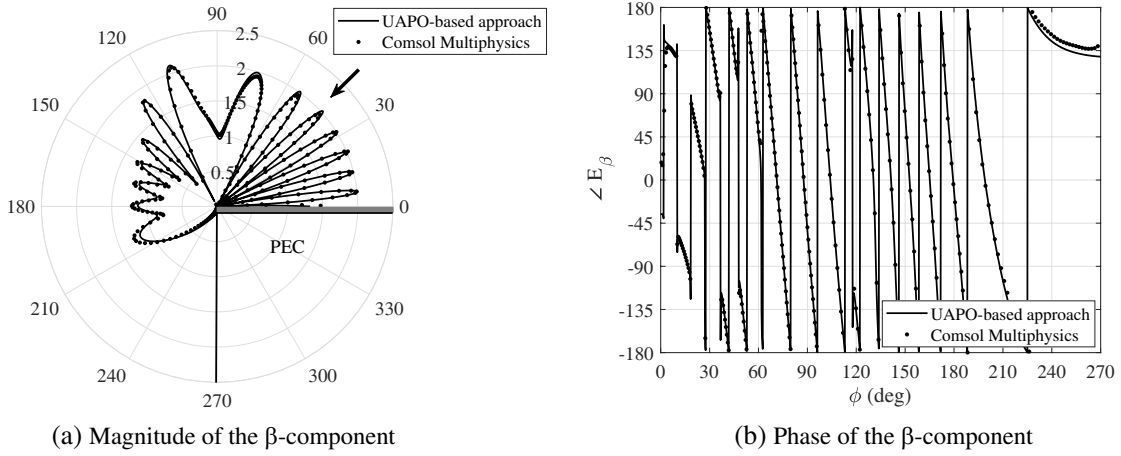 90
120
60
150
30
180
0
210
330
240
300
270
2.5
2
1.5
1
0.5
PEC
UAPO-based approach
Comsol Multiphysics
(a) Magnitude of the β-component
∠ E_β
180
135
90
45
0
-45
-90
-135
-180
0 30 60 90 120 150 180 210 240 270
ϕ (deg)
UAPO-based approach
Comsol Multiphysics
(b) Phase of the β-component